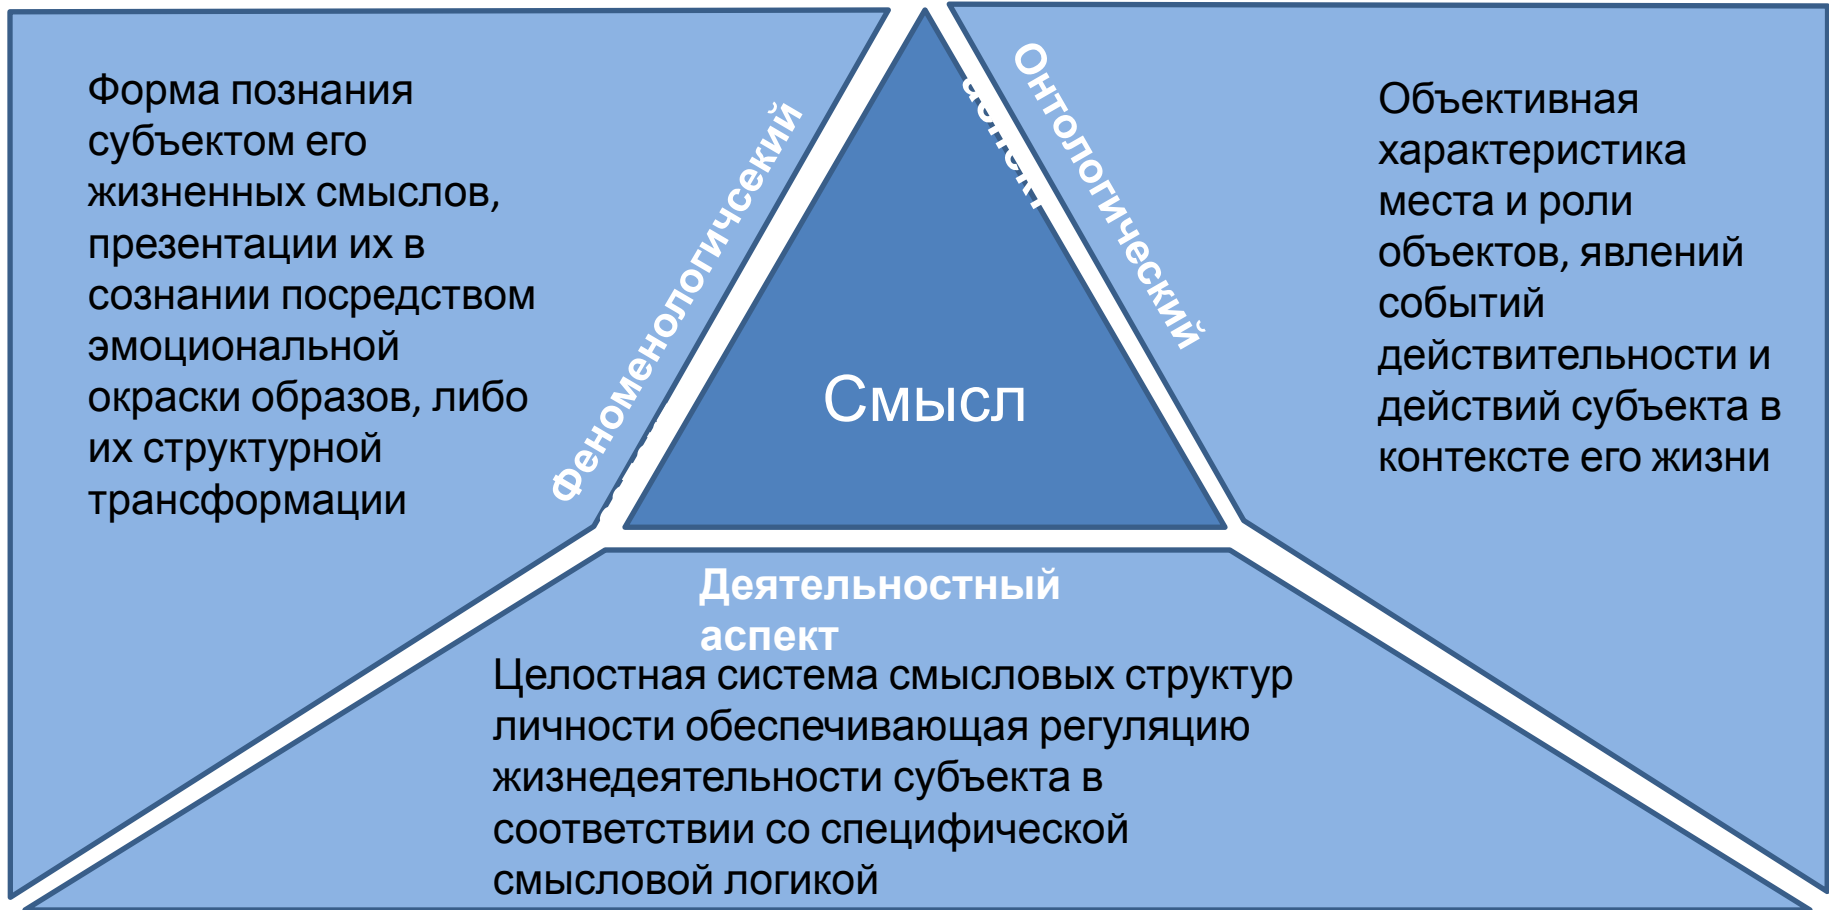 Форма познания
субъектом его
жизненных смыслов,
презентации их в
сознании посредством
эмоциональной
окраски образов, либо
их структурной
трансформации
Феноменологичсекий
Смысл
Онтологический
аспект
Объективная
характеристика
места и роли
объектов, явлений
событий
действительности и
действий субъекта в
контексте его жизни
Деятельностный
аспект
Целостная система смысловых структур
личности обеспечивающая регуляцию
жизнедеятельности субъекта в
соответствии со специфической
смысловой логикой